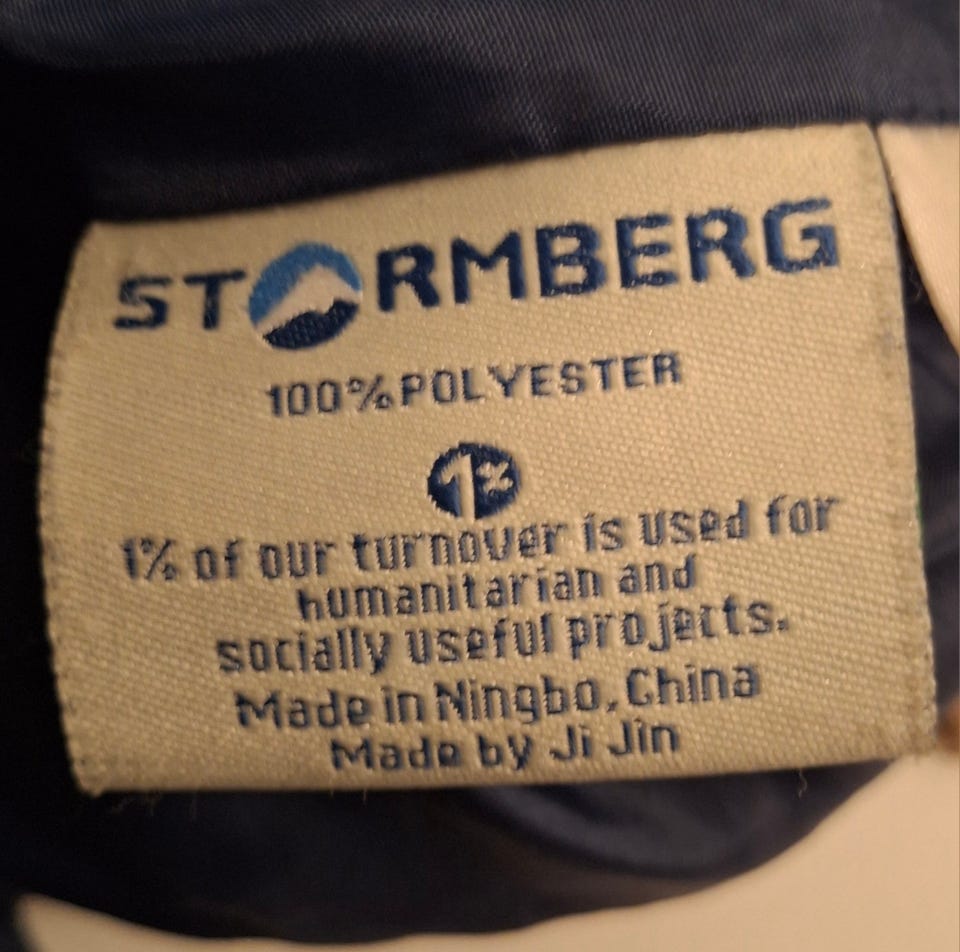 STORMBERG
100% POLYESTER
1%
1% of our turnover is used for
humanitarian and
socially useful projects.
Made in Ningbo, China
Made by Ji Jin